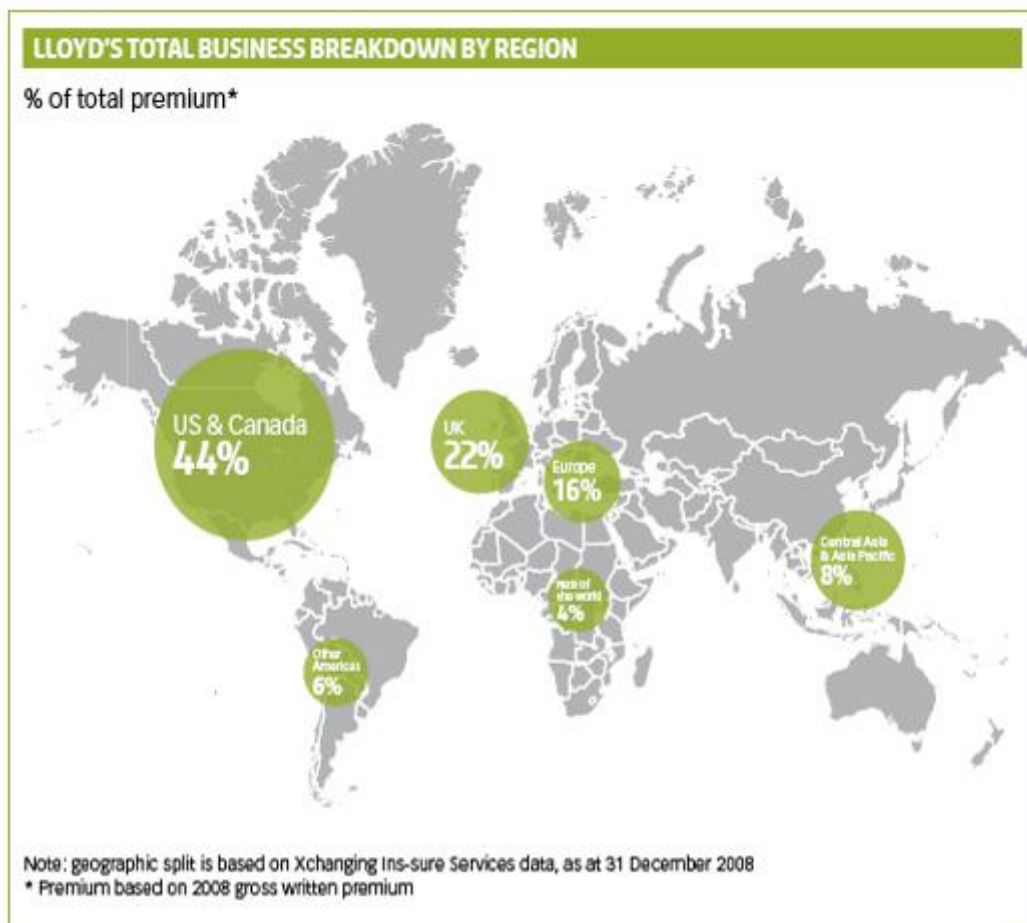 LLOYD'S TOTAL BUSINESS BREAKDOWN BY REGION
% of total premium*
US & Canada
44%
UK
22%
Europe
16%
Central Asia
& Asia Pacific
8%
Rest of
the world
4%
Other
Americas
6%
Note: geographic split is based on Xchanging Ins-sure Services data, as at 31 December 2008
* Premium based on 2008 gross written premium